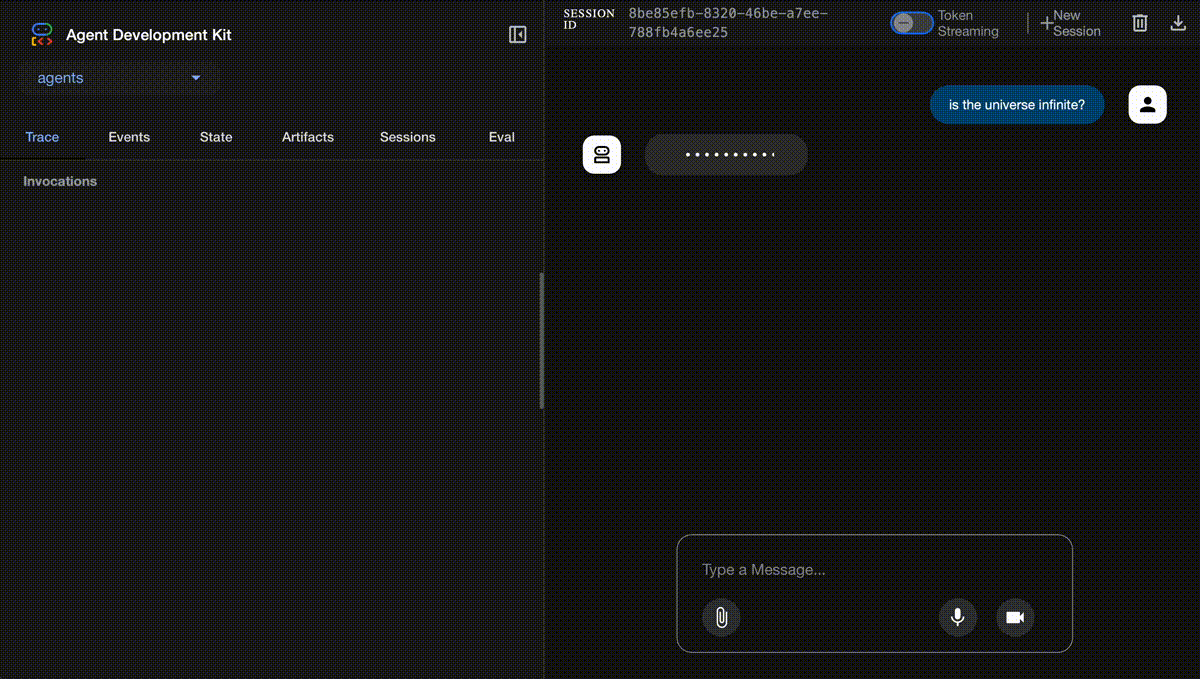 Agent Development Kit
agents
Trace Events State Artifacts Sessions Eval
Invocations
SESSION
ID
8be85efb-8320-46be-a7ee-
788fb4a6ee25
Token
Streaming
New
Session
is the universe infinite?
Type a Message...